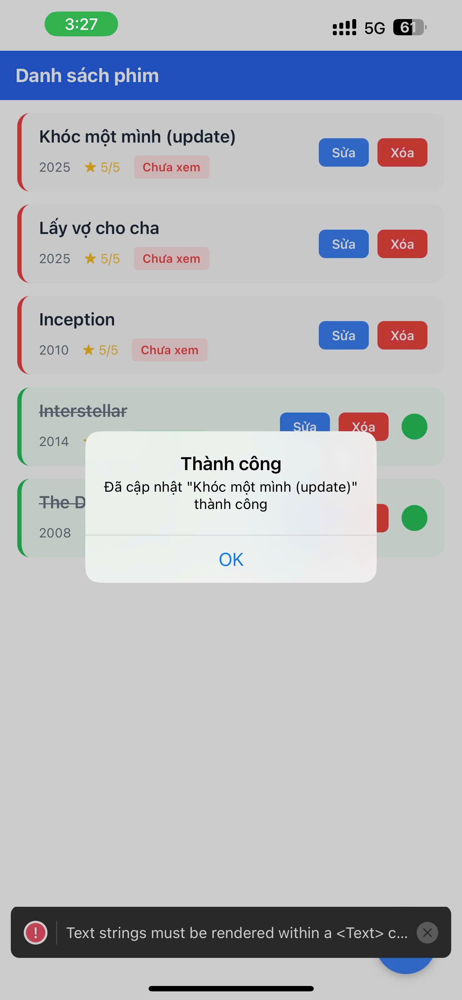 3:27
5G
61
Danh sách phim
Khóc một mình (update)
2025 ★ 5/5 Chưa xem
Sửa Xóa
Lấy vợ cho cha
2025 ★ 5/5 Chưa xem
Sửa Xóa
Inception
2010 ★ 5/5 Chưa xem
Sửa Xóa
Interstellar
2014
Sửa Xóa
The D
2008
Thành công
Đã cập nhật "Khóc một mình (update)"
thành công
OK
! Text strings must be rendered within a <Text> c...